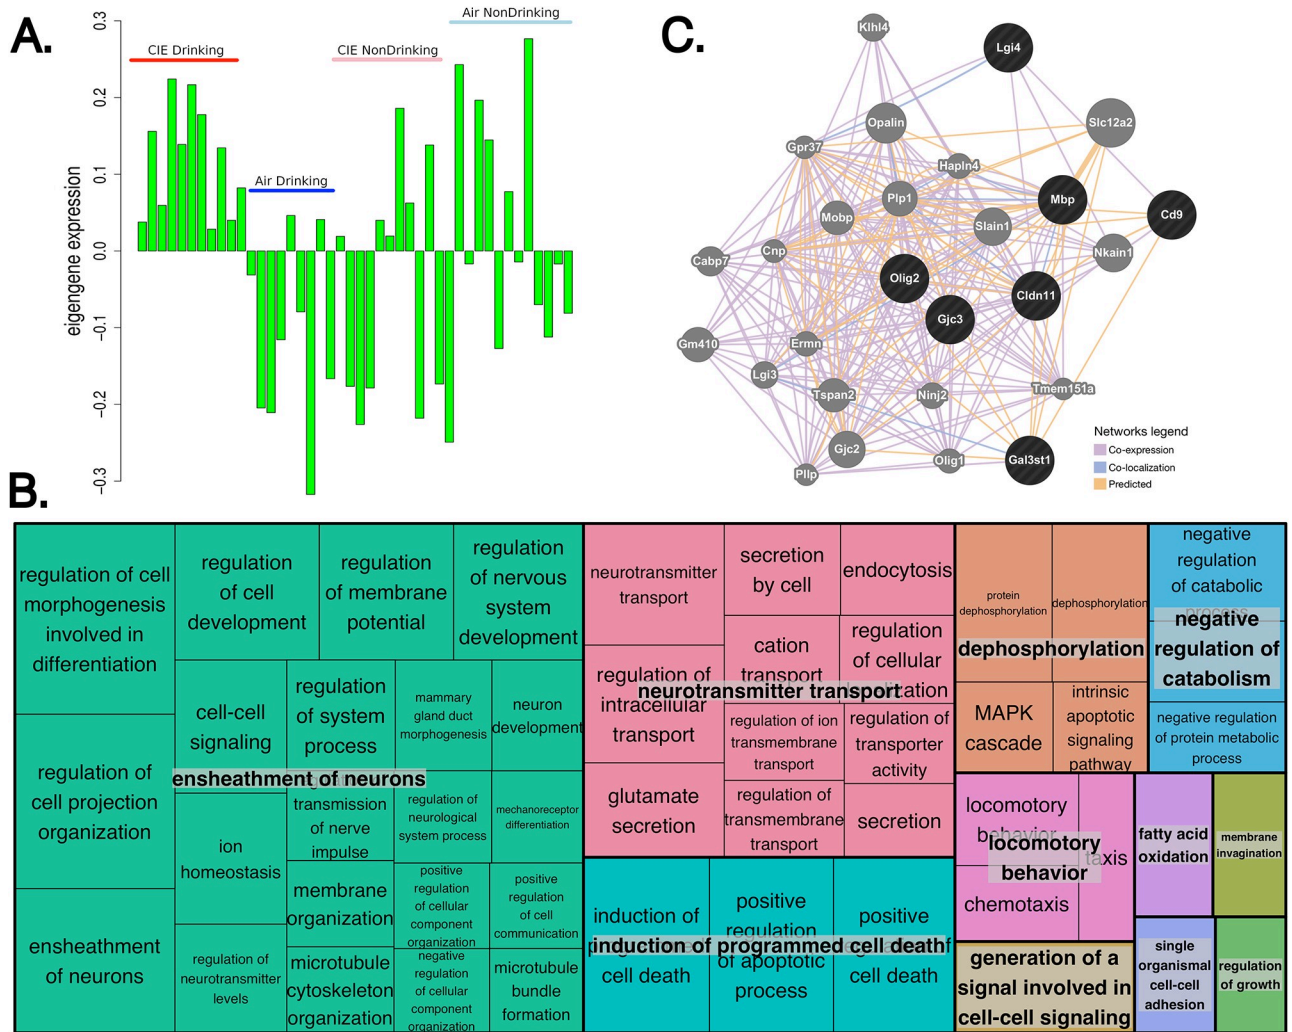 A.
eigengene expression
0.3
0.2
0.1
0.0
−0.1
−0.2
−0.3
CIE Drinking
Air Drinking
CIE NonDrinking
Air NonDrinking
C.
Klhl4
Lgi4
Opalin
Slc12a2
Gpr37
Hapln4
Plp1
Mbp
Mobp
Slain1
Cd9
Cabp7
Cnp
Nkain1
Olig2
Cldn11
Gjc3
Gm410
Ermn
Lgi3
Tspan2
Ninj2
Tmem151a
Gjc2
Olig1
Gal3st1
Pllp
Networks legend
Co-expression
Co-localization
Predicted
B.
regulation of cell
morphogenesis
involved in
differentiation
regulation
of cell
development
regulation
of membrane
potential
regulation
of nervous
system
development
regulation of
cell projection
organization
cell-cell
signaling
regulation
of system
process
mammary
gland duct
morphogenesis
neuron
development
ensheathment of neurons
ion
homeostasis
transmission
of nerve
impulse
regulation of
neurological
system process
mechanoreceptor
differentiation
ensheathment
of neurons
regulation of
neurotransmitter
levels
membrane
organization
positive
regulation
of cellular
component
organization
positive
regulation
of cell
communication
microtubule
cytoskeleton
organization
negative
regulation
of cellular
component
organization
microtubule
bundle
formation
neurotransmitter
transport
secretion
by cell
endocytosis
regulation of
intracellular
transport
cation
transport
regulation
of cellular
neurotransmitter transport
regulation of ion
transmembrane
transport
regulation of
transporter
activity
glutamate
secretion
regulation of
transmembrane
transport
secretion
induction of
cell death
positive
regulation
of apoptotic
process
positive
cell death
induction of programmed cell death
protein
dephosphorylation
dephosphorylation
dephosphorylation
MAPK
cascade
intrinsic
apoptotic
signaling
pathway
negative
regulation
of catabolic
process
negative
regulation of
catabolism
negative regulation
of protein metabolic
process
locomotory
behavior
taxis
locomotory
behavior
chemotaxis
fatty acid
oxidation
membrane
invagination
generation of a
signal involved in
cell-cell signaling
single
organismal
cell-cell
adhesion
regulation
of growth